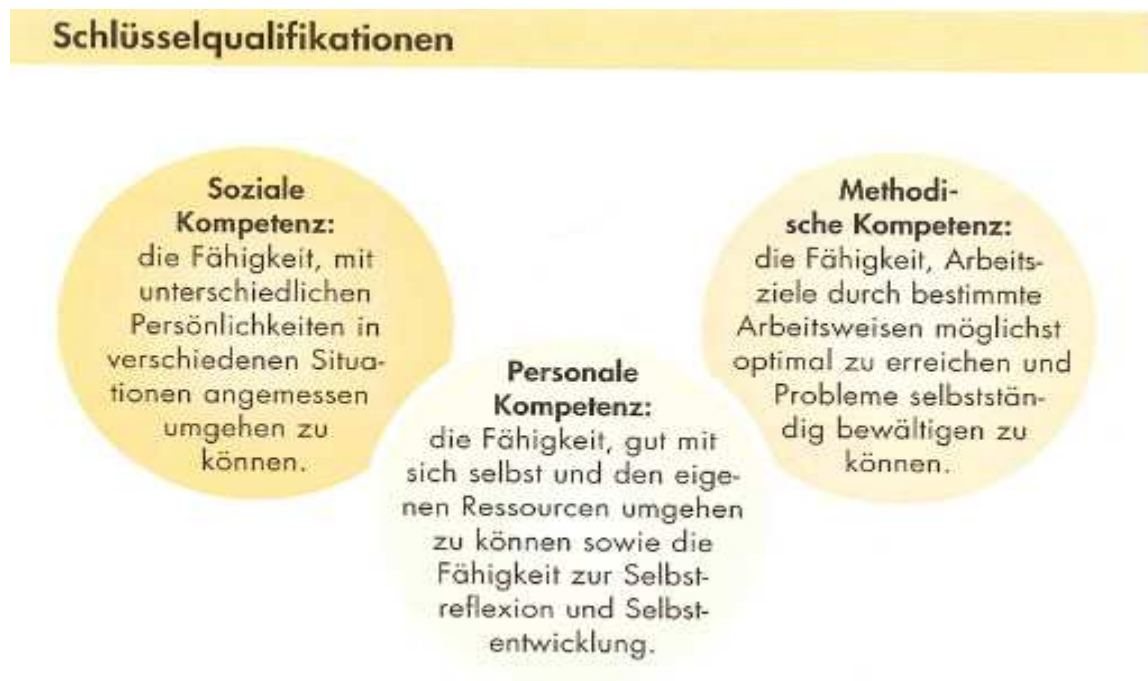 Schlüsselqualifikationen
Soziale
Kompetenz:
die Fähigkeit, mit
unterschiedlichen
Persönlichkeiten in
verschiedenen Situa-
tionen angemessen
umgehen zu
können.
Personale
Kompetenz:
die Fähigkeit, gut mit
sich selbst und den eige-
nen Ressourcen umgehen
zu können sowie die
Fähigkeit zur Selbst-
reflexion und Selbst-
entwicklung.
Methodi-
sche Kompetenz:
die Fähigkeit, Arbeits-
ziele durch bestimmte
Arbeitsweisen möglichst
optimal zu erreichen und
Probleme selbststän-
dig bewältigen zu
können.